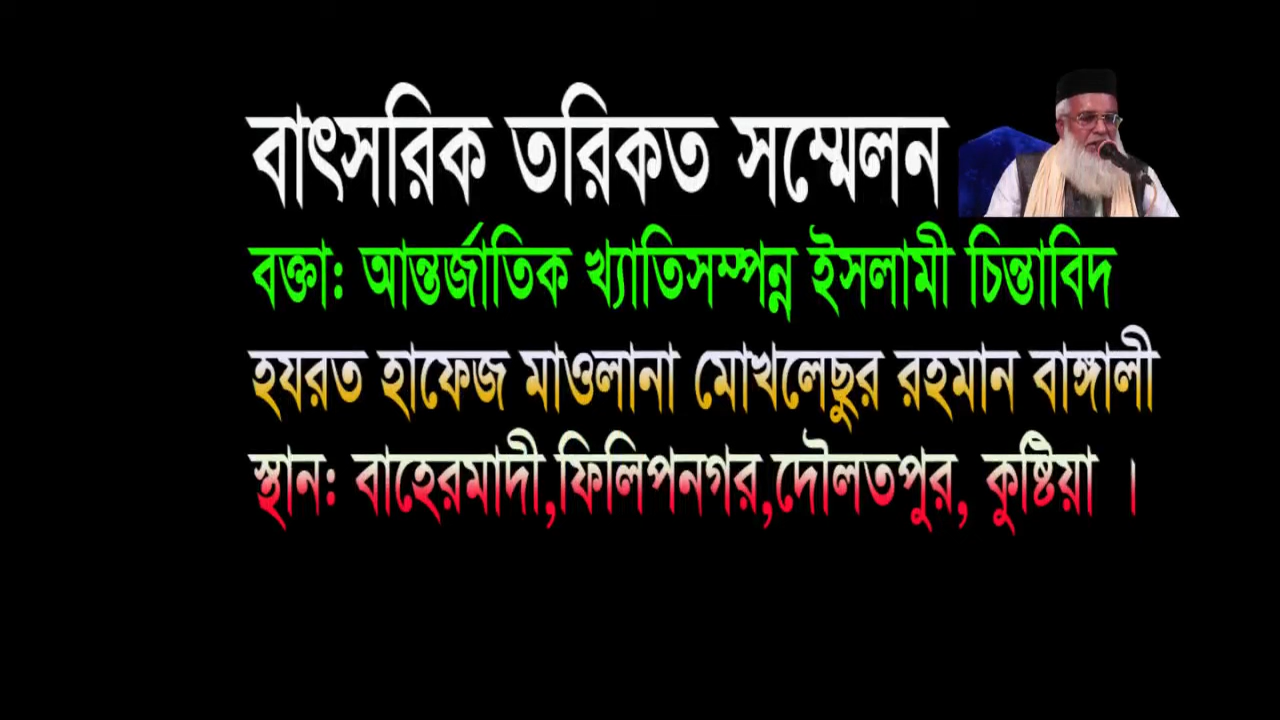 বাৎসরিক তরিকত সম্মেলন
বক্তা: আন্তর্জাতিক খ্যাতিসম্পন্ন ইসলামী চিন্তাবিদ
হযরত হাফেজ মাওলানা মোখলেছুর রহমান বাঙ্গালী
স্থান: বাহেরমাদী,ফিলিপনগর,দৌলতপুর, কুষ্টিয়া ।